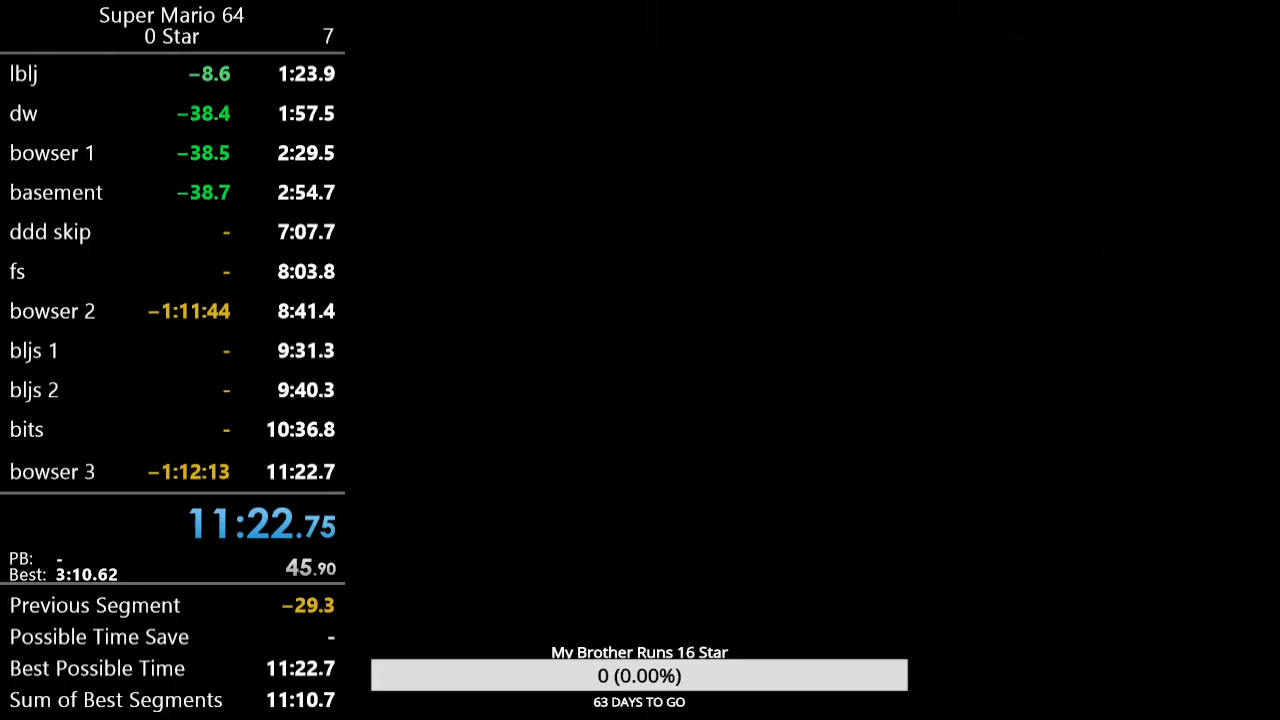 Super Mario 64
0 Star 7
lblj −8.6 1:23.9
dw −38.4 1:57.5
bowser 1 −38.5 2:29.5
basement −38.7 2:54.7
ddd skip - 7:07.7
fs - 8:03.8
bowser 2 −1:11:44 8:41.4
bljs 1 - 9:31.3
bljs 2 - 9:40.3
bits - 10:36.8
bowser 3 −1:12:13 11:22.7
11:22.75
PB: -
Best: 3:10.62 45.90
Previous Segment −29.3
Possible Time Save -
Best Possible Time 11:22.7
Sum of Best Segments 11:10.7
My Brother Runs 16 Star
0 (0.00%)
63 DAYS TO GO